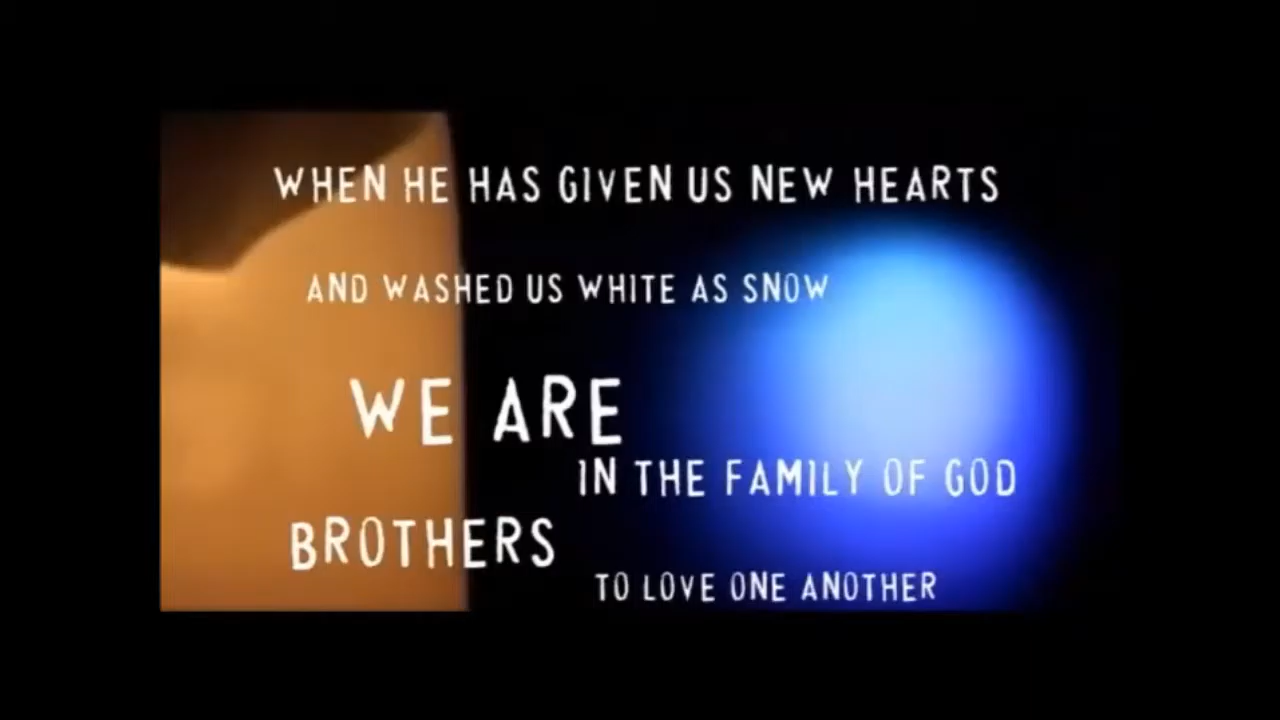 WHEN HE HAS GIVEN US NEW HEARTS
AND WASHED US WHITE AS SNOW
WE ARE
IN THE FAMILY OF GOD
BROTHERS
TO LOVE ONE ANOTHER